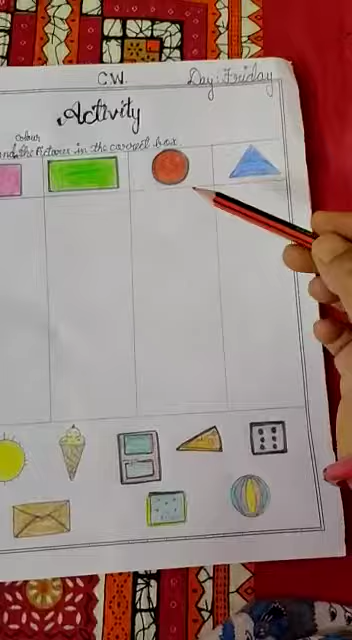 C.W. Day: Friday
Activity
Colour
and the Pictures in the correct box